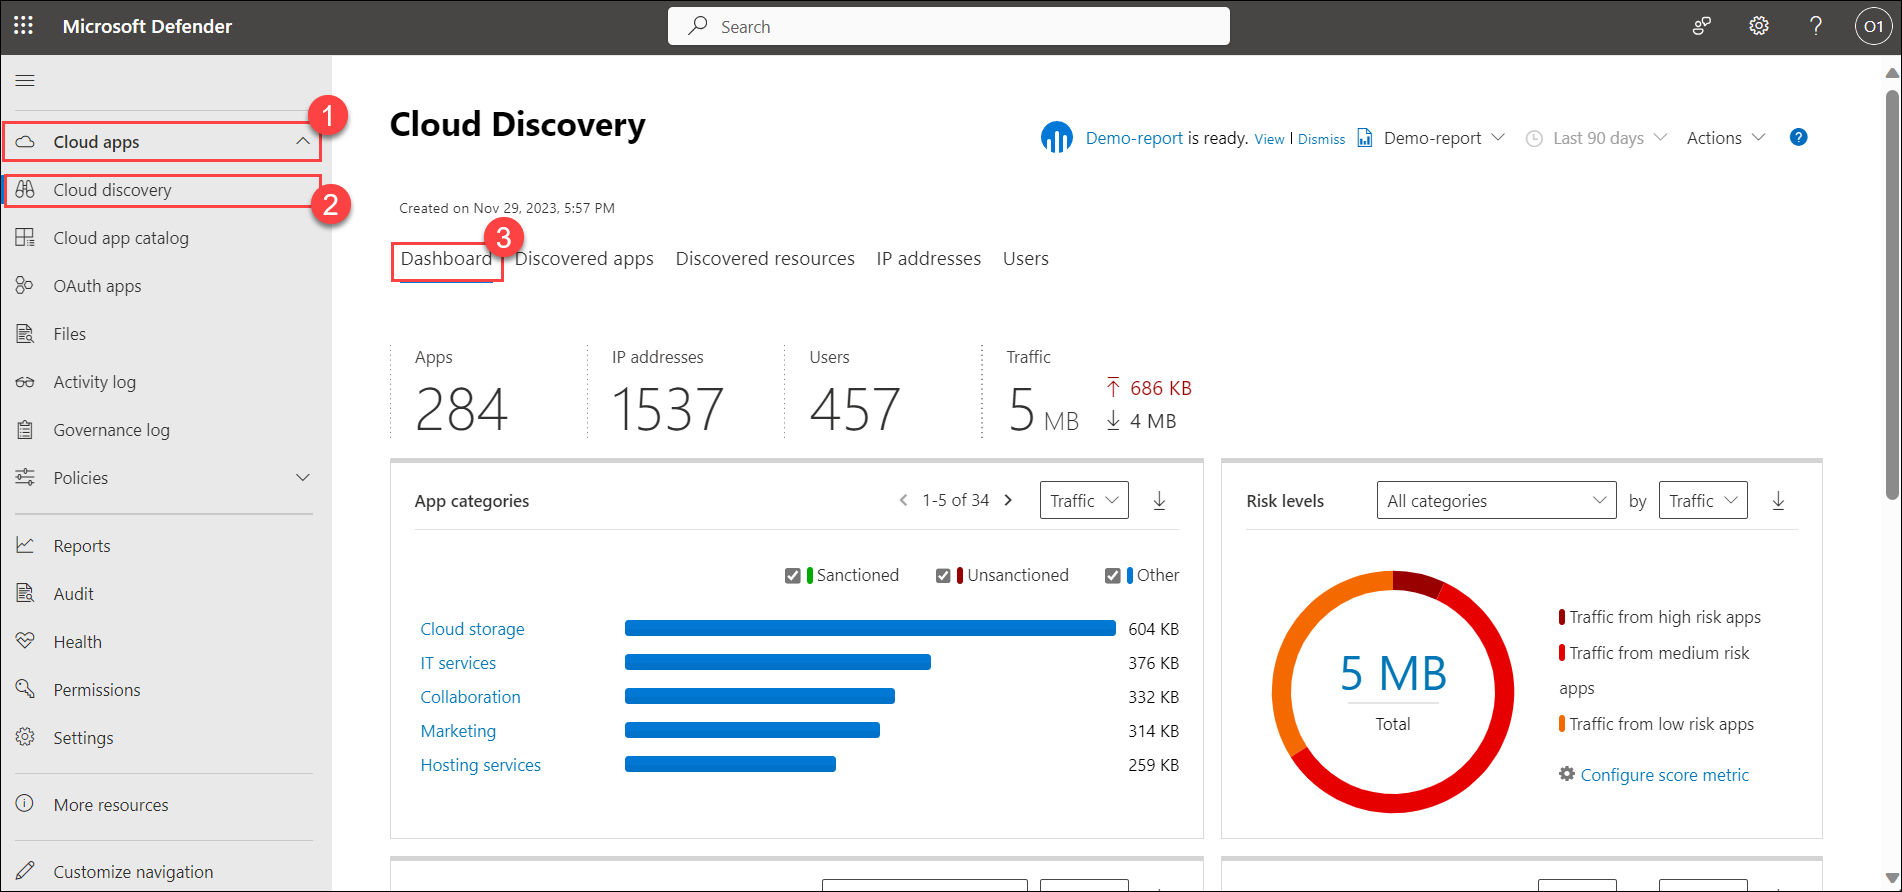 Microsoft Defender
Search
O1
Cloud apps
1
Cloud discovery
2
Cloud app catalog
OAuth apps
Files
Activity log
Governance log
Policies
Reports
Audit
Health
Permissions
Settings
More resources
Customize navigation
Cloud Discovery
Demo-report is ready. View | Dismiss
Demo-report
Last 90 days
Actions
?
Created on Nov 29, 2023, 5:57 PM
3
Dashboard
Discovered apps
Discovered resources
IP addresses
Users
Apps
284
IP addresses
1537
Users
457
Traffic
5 MB
686 KB
4 MB
App categories
1-5 of 34
Traffic
Sanctioned
Unsanctioned
Other
Cloud storage 604 KB
IT services 376 KB
Collaboration 332 KB
Marketing 314 KB
Hosting services 259 KB
Risk levels
All categories
by
Traffic
5 MB
Total
Traffic from high risk apps
Traffic from medium risk
apps
Traffic from low risk apps
Configure score metric